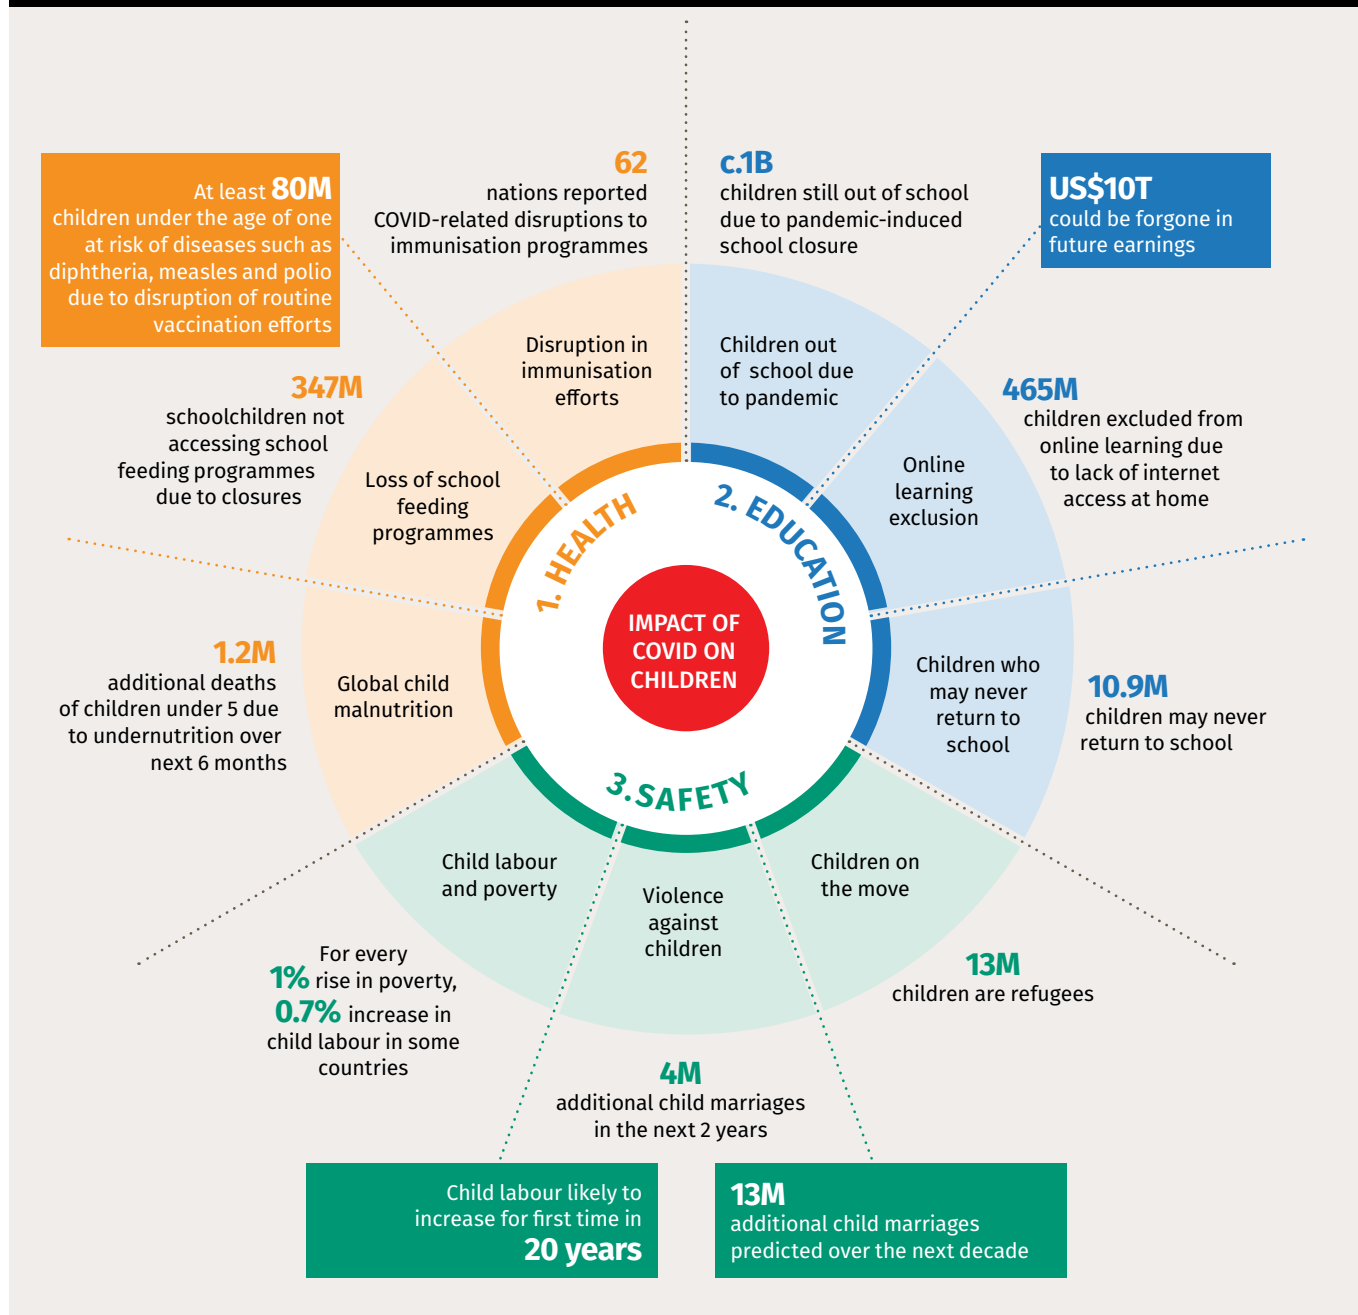 IMPACT OF
COVID ON
CHILDREN
1. HEALTH
At least 80M
children under the age of one
at risk of diseases such as
diphtheria, measles and polio
due to disruption of routine
vaccination efforts
62
nations reported
COVID-related disruptions to
immunisation programmes
Disruption in
immunisation
efforts
347M
schoolchildren not
accessing school
feeding programmes
due to closures
Loss of school
feeding
programmes
1.2M
additional deaths
of children under 5 due
to undernutrition over
next 6 months
Global child
malnutrition
2. EDUCATION
c.1B
children still out of school
due to pandemic-induced
school closure
Children out
of school due
to pandemic
US$10T
could be forgone in
future earnings
465M
children excluded from
online learning due
to lack of internet
access at home
Online
learning
exclusion
Children who
may never
return to
school
10.9M
children may never
return to school
3.SAFETY
Child labour
and poverty
For every
1% rise in poverty,
0.7% increase in
child labour in some
countries
Violence
against
children
4M
additional child marriages
in the next 2 years
Children on
the move
13M
children are refugees
Child labour likely to
increase for first time in
20 years
13M
additional child marriages
predicted over the next decade